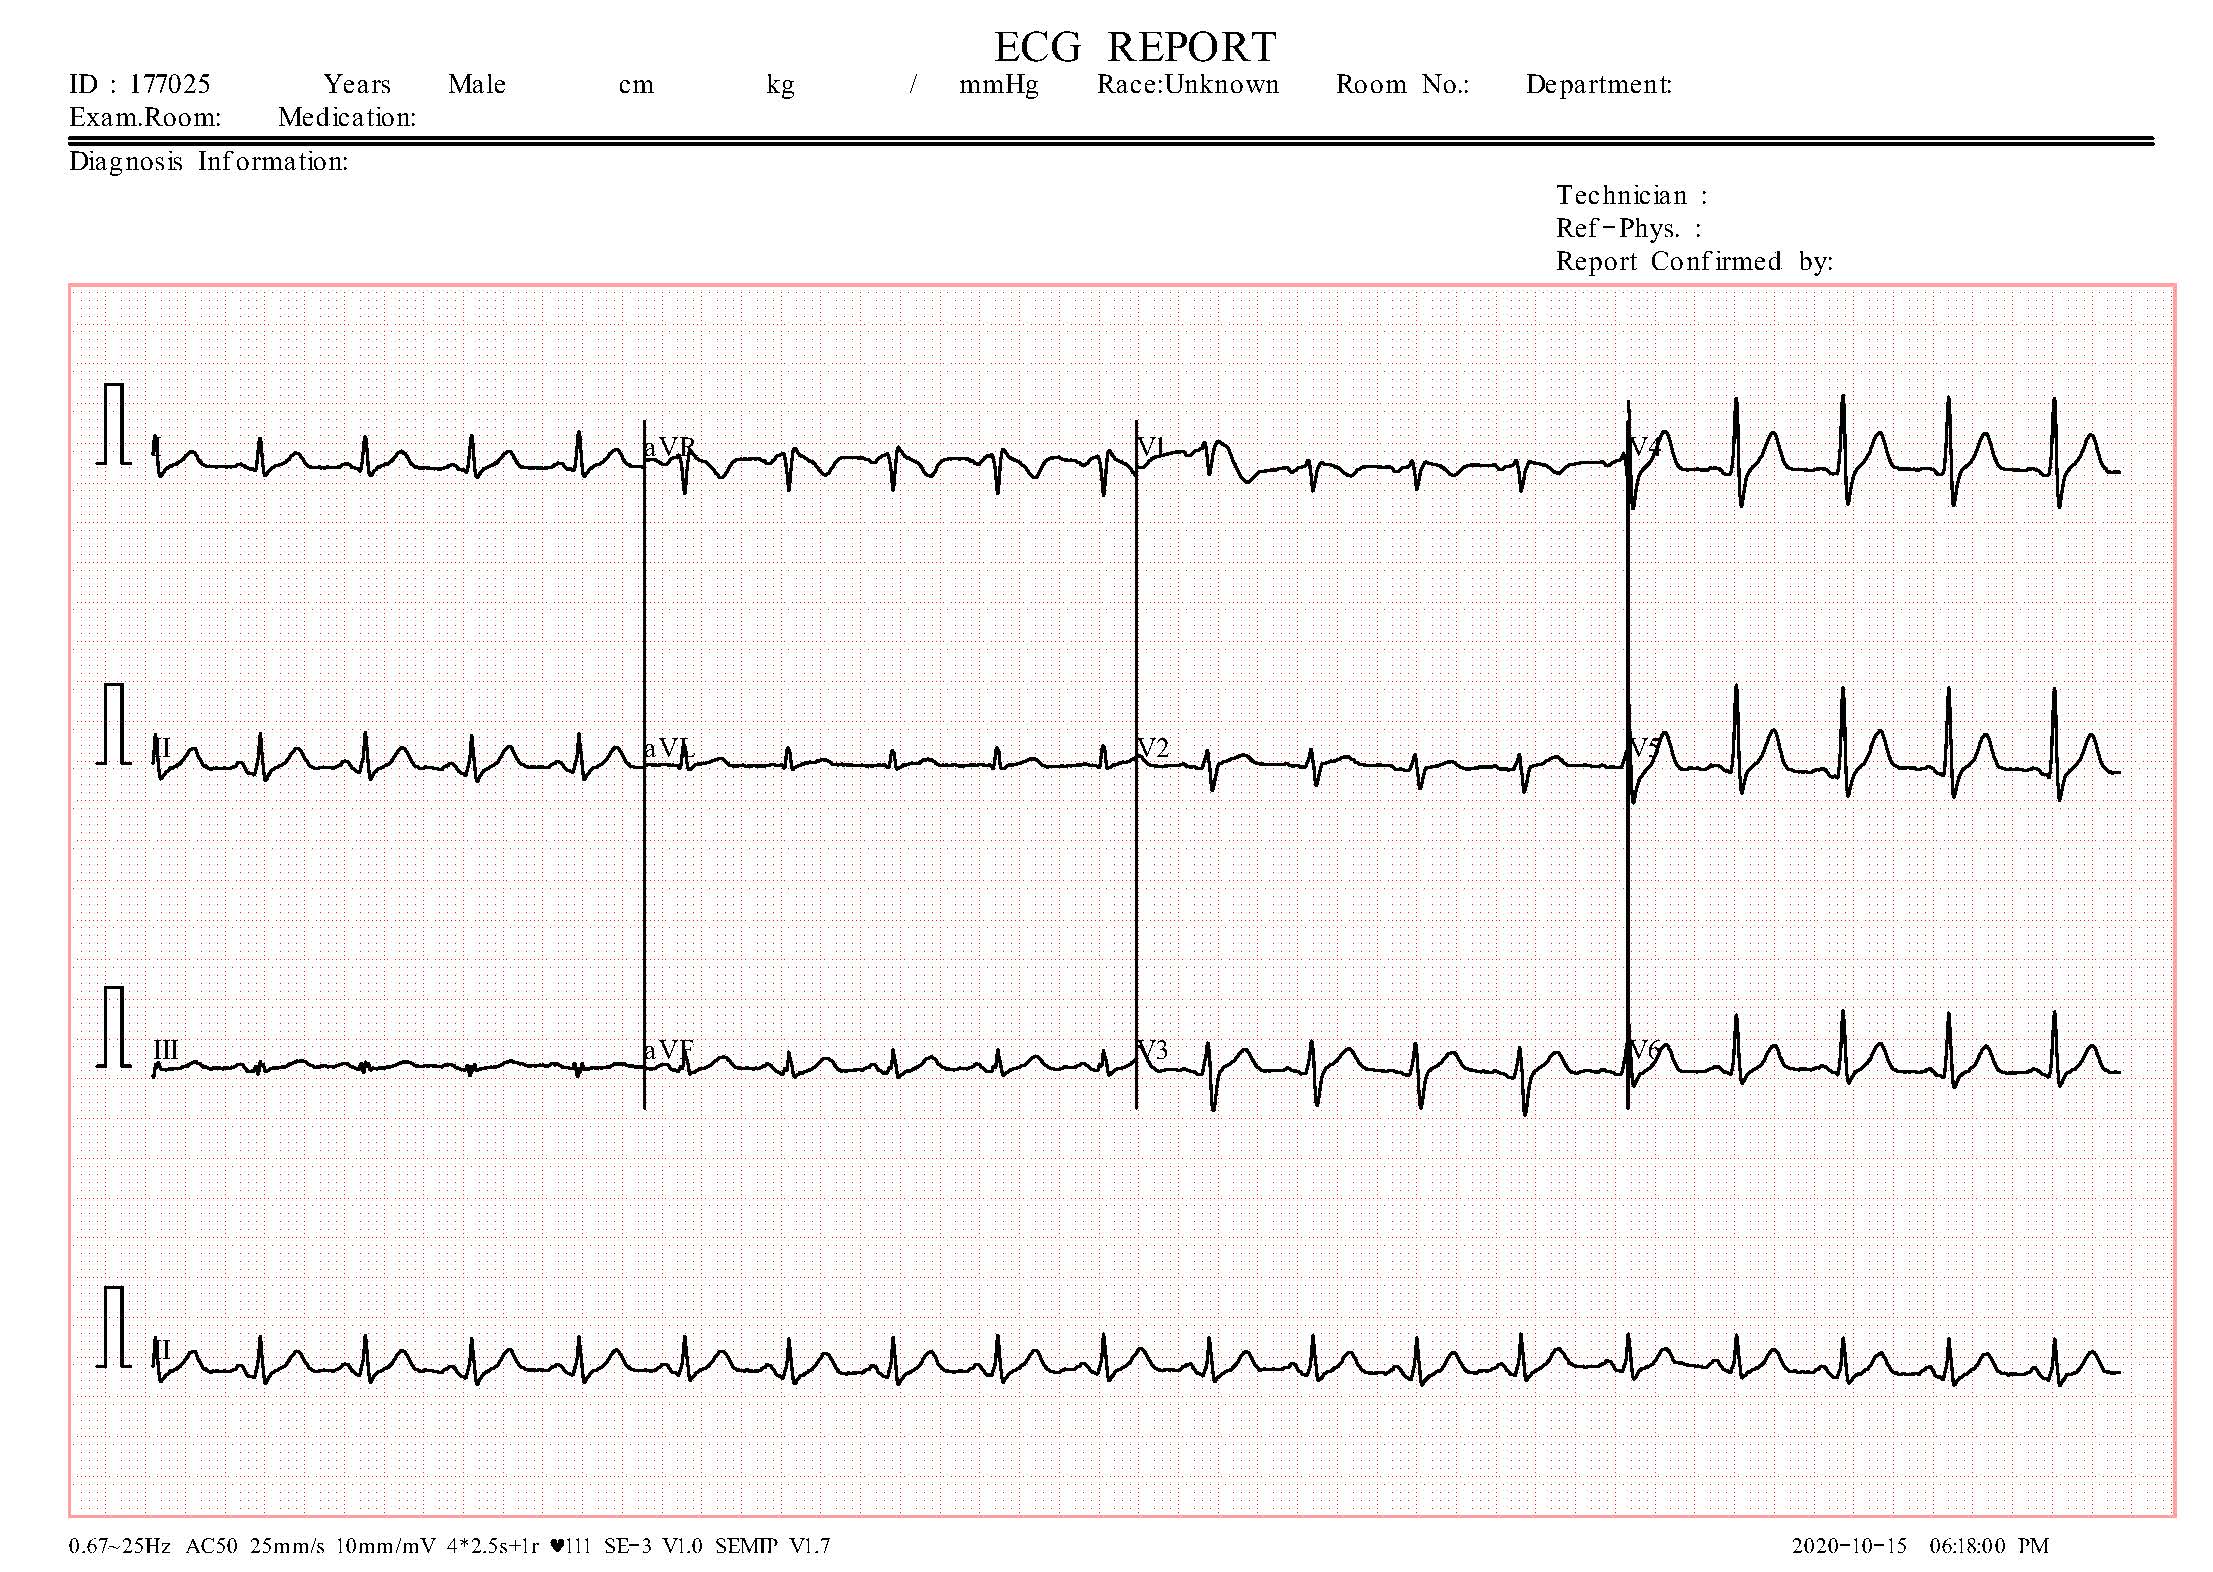 ECG REPORT
ID : 177025 Years Male cm kg / mmHg Race:Unknown Room No.: Department:
Exam.Room: Medication:
Diagnosis Information:
Technician :
Ref-Phys. :
Report Confirmed by:
I aVR V1 V4
II aVL V2 V5
III aVF V3 V6
II
0.67~25Hz AC50 25mm/s 10mm/mV 4*2.5s+1r ♥111 SE-3 V1.0 SEMIP V1.7 2020-10-15 06:18:00 PM